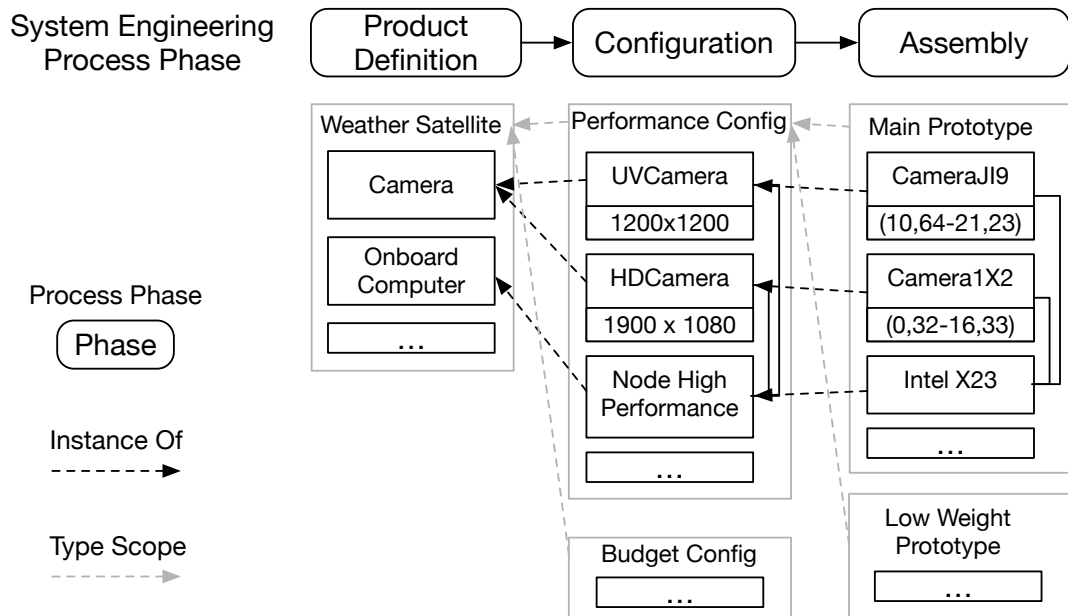 System Engineering
Process Phase
Product
Definition
Configuration
Assembly
Process Phase
Phase
Instance Of
Type Scope
Weather Satellite
Camera
Onboard
Computer
...
Performance Config
UVCamera
1200x1200
HDCamera
1900 x 1080
Node High
Performance
...
Budget Config
...
Main Prototype
CameraJI9
(10,64-21,23)
Camera1X2
(0,32-16,33)
Intel X23
...
Low Weight
Prototype
...